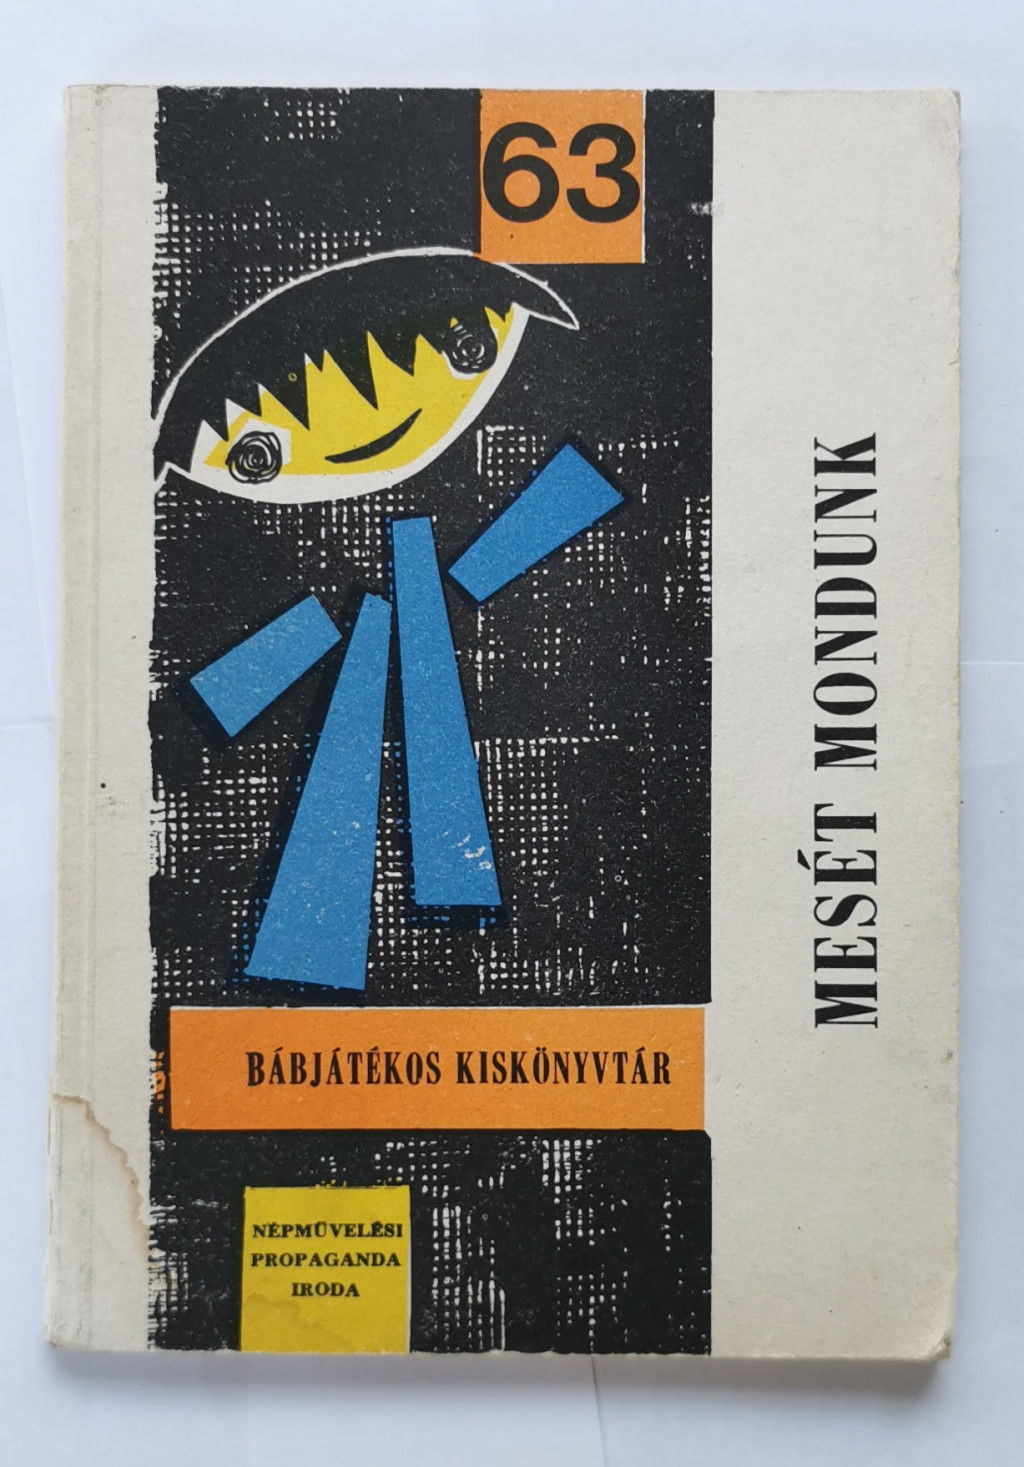 63
MESÉT MONDUNK
BÁBJÁTÉKOS KISKÖNYVTÁR
NÉPMŰVELÉSI
PROPAGANDA
IRODA